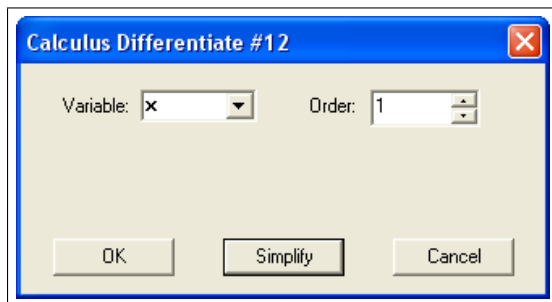 Calculus Differentiate #12
Variable: x Order: 1
OK Simplify Cancel